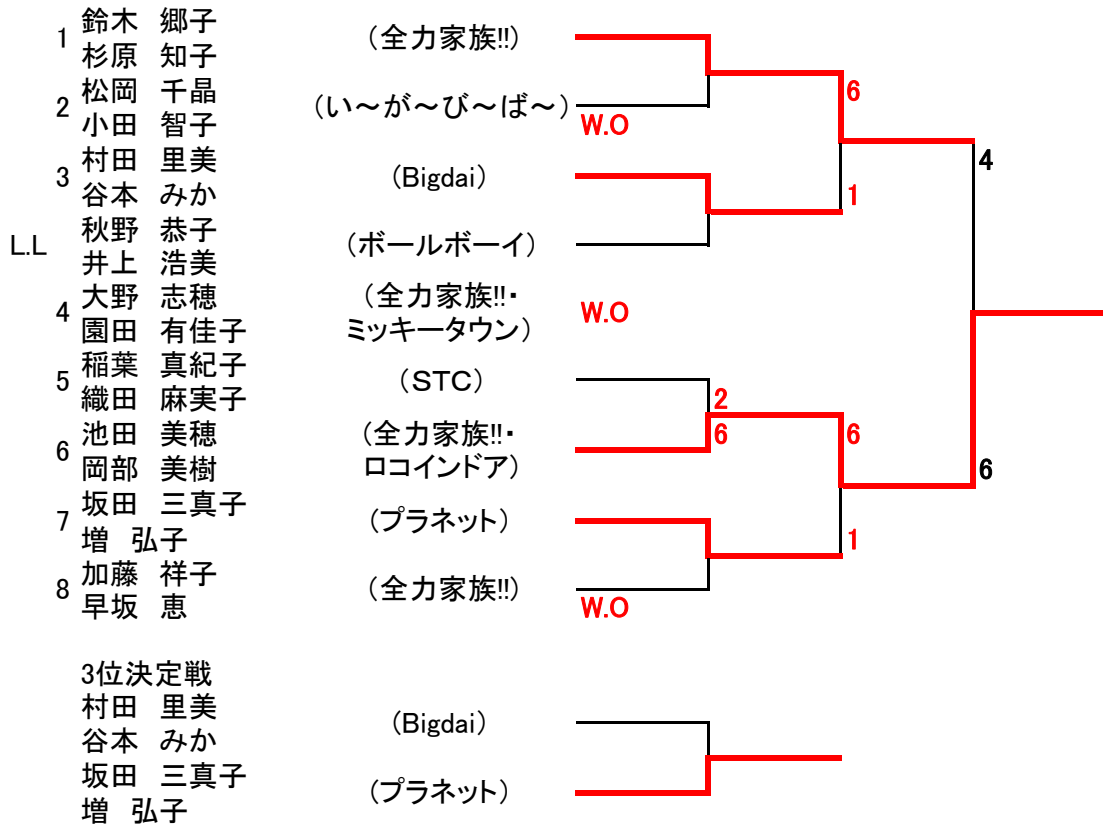 1
鈴木　郷子
杉原　知子
（全力家族!!）
2
松岡　千晶
小田　智子
（い～が～び～ば～）
W.O
6
3
村田　里美
谷本　みか
（Bigdai）
1
4
L.L
秋野　恭子
井上　浩美
（ボールボーイ）
4
大野　志穂
園田　有佳子
（全力家族!!・
ミッキータウン）
W.O
5
稲葉　真紀子
織田　麻実子
（STC）
2
6
池田　美穂
岡部　美樹
（全力家族!!・
ロコインドア）
6
6
6
7
坂田　三真子
増　弘子
（プラネット）
1
8
加藤　祥子
早坂　恵
（全力家族!!）
W.O
3位決定戦
村田　里美
谷本　みか
（Bigdai）
坂田　三真子
増　弘子
（プラネット）